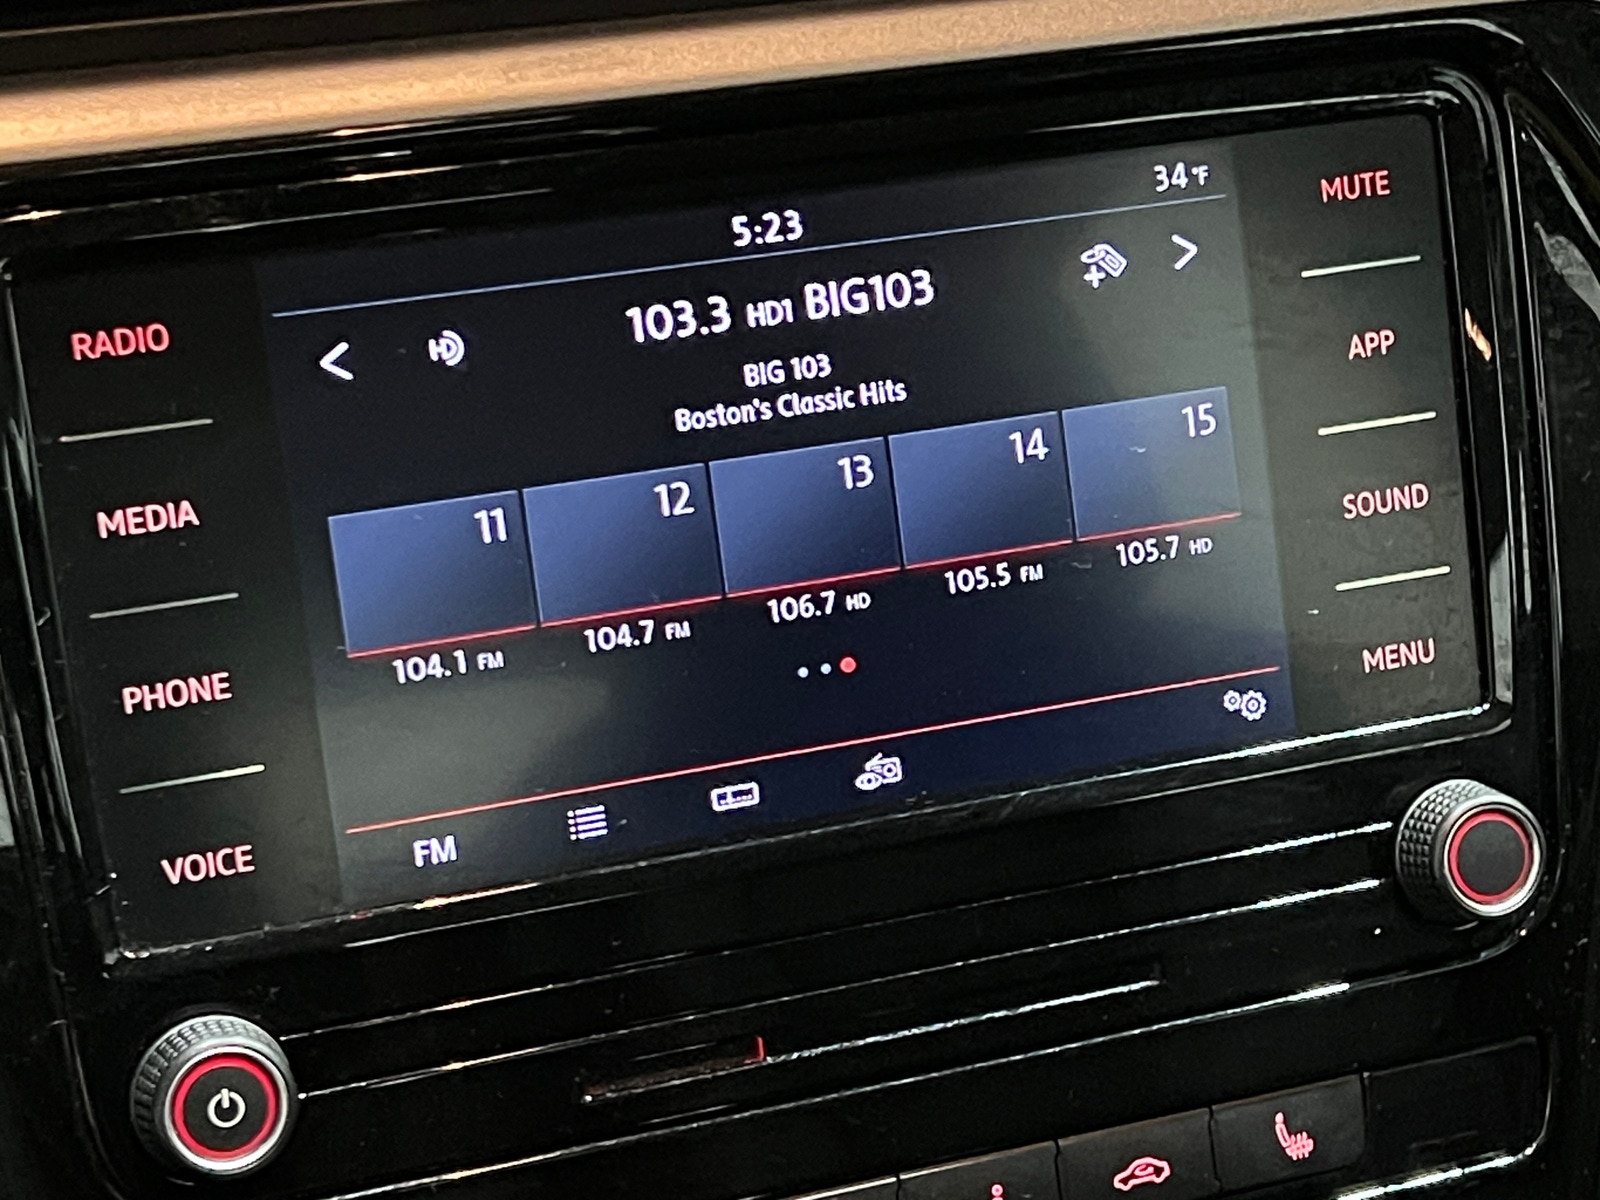 34°F
5:23
103.3 HD1 BIG103
HD
BIG 103
Boston's Classic Hits
11
12
13
14
15
104.1 FM
104.7 FM
106.7 HD
105.5 FM
105.7 HD
FM
RADIO
MEDIA
PHONE
VOICE
MUTE
APP
SOUND
MENU